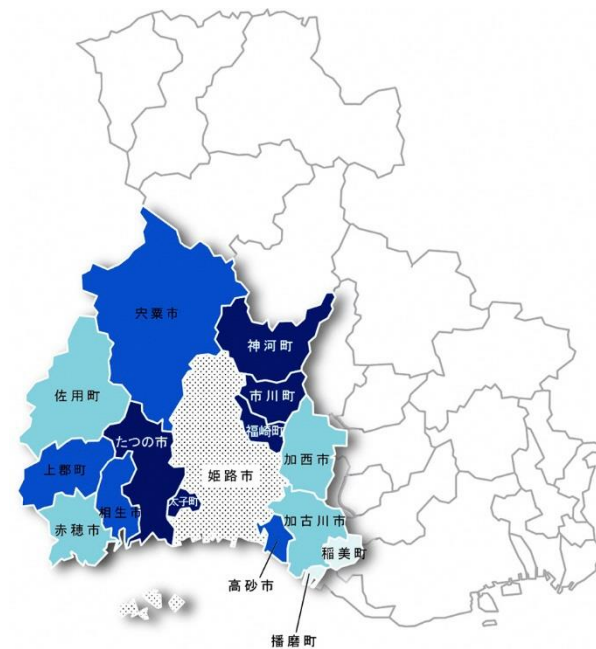 宍粟市
神河町
佐用町
市川町
福崎町
たつの市
加西市
上郡町
姫路市
相生市
太子町
赤穂市
加古川市
稲美町
高砂市
播磨町